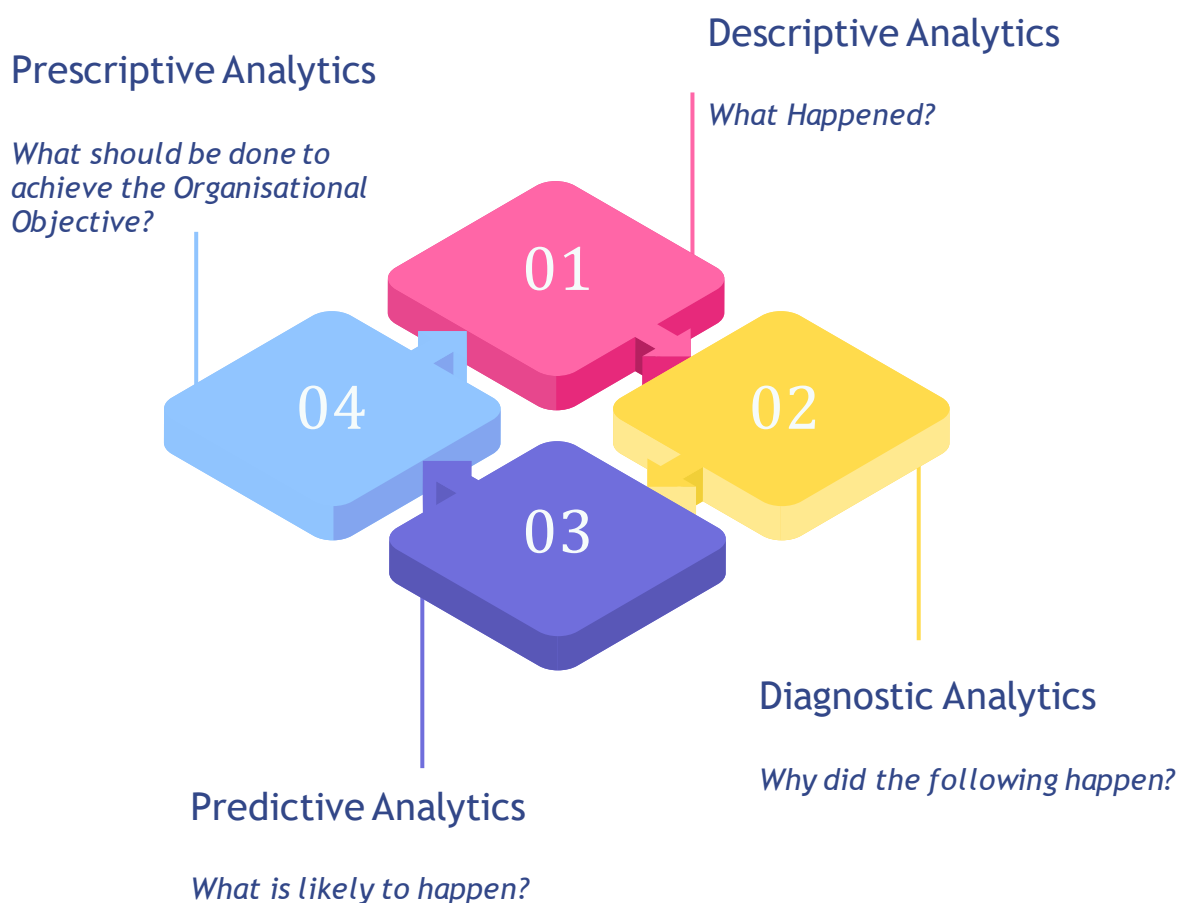 Descriptive Analytics
What Happened?
Prescriptive Analytics
What should be done to
achieve the Organisational
Objective?
01
04
02
03
Diagnostic Analytics
Why did the following happen?
Predictive Analytics
What is likely to happen?